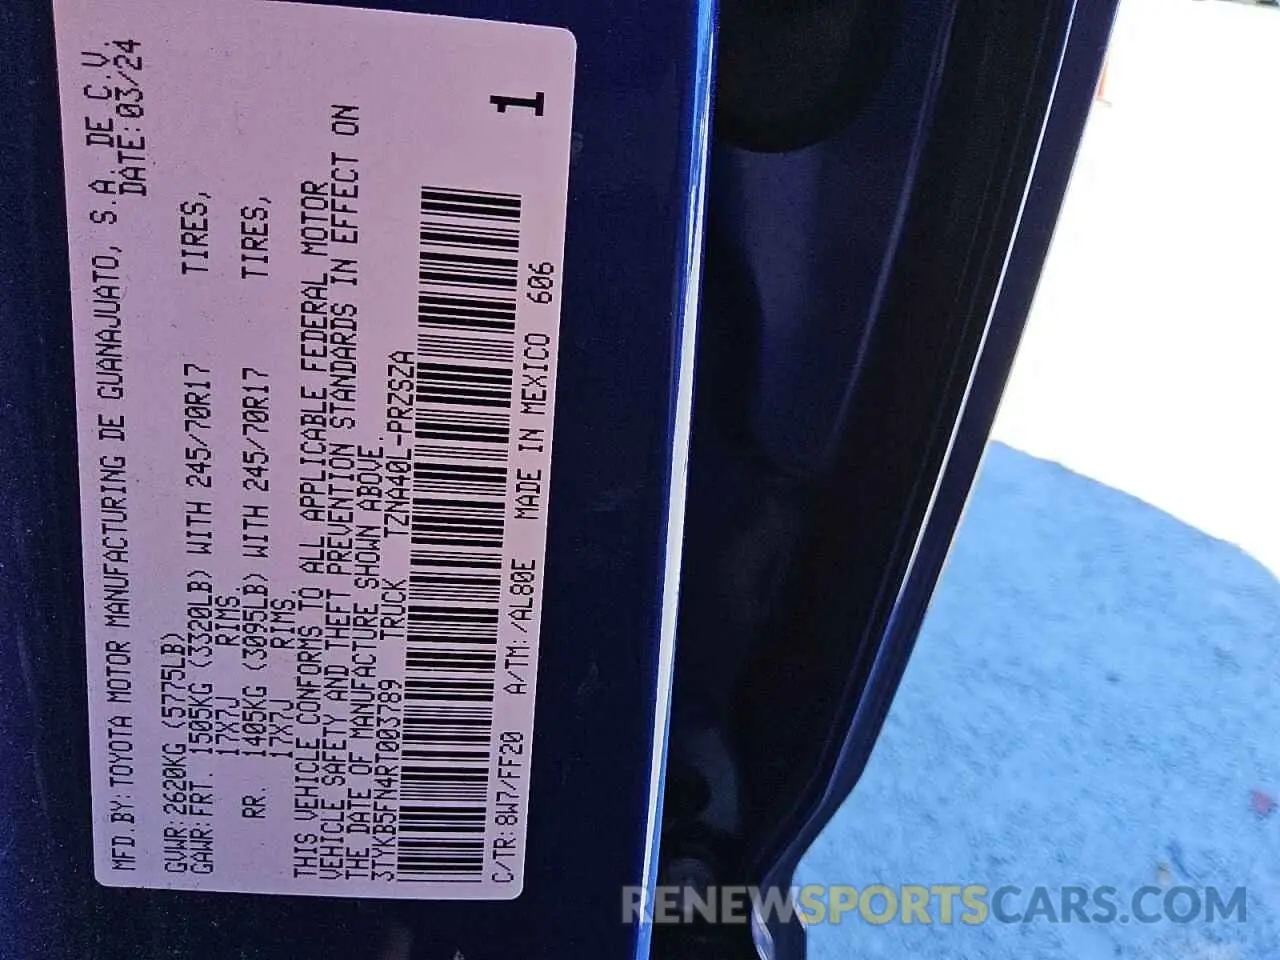 MFD.BY:TOYOTA MOTOR MANUFACTURING DE GUANAJUATO, S.A. DE C.V.
DATE:03/24
GVWR:2620KG (5775LB)
GAWR:FRT. 1505KG (3320LB) WITH 245/70R17 TIRES,
17X7J RIMS.
RR. 1405KG (3095LB) WITH 245/70R17 TIRES,
17X7J RIMS.
THIS VEHICLE CONFORMS TO ALL APPLICABLE FEDERAL MOTOR
VEHICLE SAFETY AND THEFT PREVENTION STANDARDS IN EFFECT ON
THE DATE OF MANUFACTURE SHOWN ABOVE.
3TYKB5FN4RT003789 TRUCK TZNA40L-PRZSZA
C/TR:8W7/FF20 A/TM: /AL80E MADE IN MEXICO 606
1
RENEWSPORTSCARS.COM